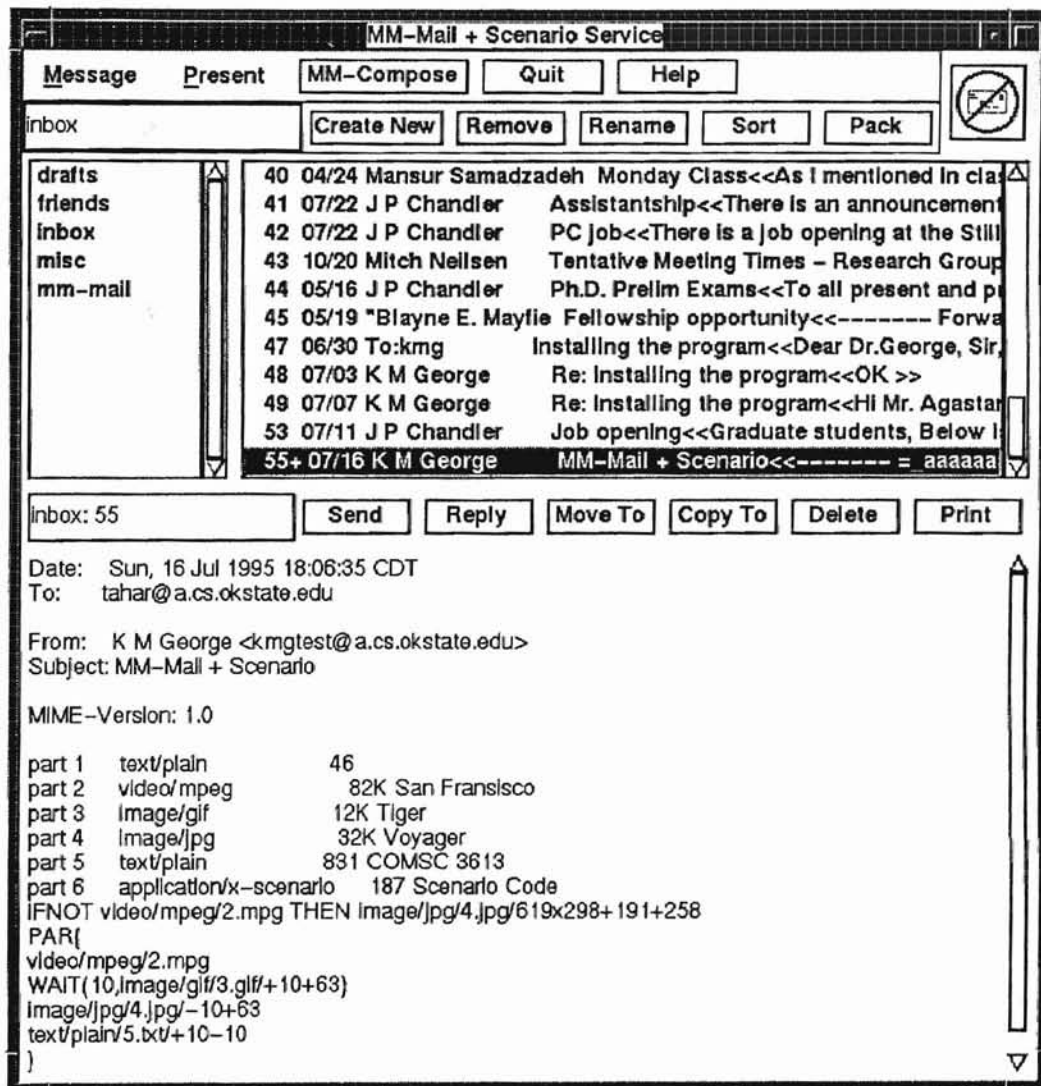 MM-Mail + Scenario Service
Message Present MM-Compose Quit Help
inbox Create New Remove Rename Sort Pack
drafts
friends
inbox
misc
mm-mail
40 04/24 Mansur Samadzadeh Monday Class<<As I mentioned in clas
41 07/22 J P Chandler Assistantship<<There is an announcement
42 07/22 J P Chandler PC job<<There is a job opening at the Still
43 10/20 Mitch Neilsen Tentative Meeting Times - Research Group
44 05/16 J P Chandler Ph.D. Prelim Exams<<To all present and pr
45 05/19 "Blayne E. Mayfie Fellowship opportunity<<------- Forwa
47 06/30 To:kmg Installing the program<<Dear Dr.George, Sir,
48 07/03 K M George Re: Installing the program<<OK >>
49 07/07 K M George Re: Installing the program<<Hi Mr. Agastar
53 07/11 J P Chandler Job opening<<Graduate students, Below i
55+ 07/16 K M George MM-Mail + Scenario<<------- =_aaaaaa
inbox: 55 Send Reply Move To Copy To Delete Print
Date: Sun, 16 Jul 1995 18:06:35 CDT
To: tahar@a.cs.okstate.edu
From: K M George <kmgtest@a.cs.okstate.edu>
Subject: MM-Mail + Scenario
MIME-Version: 1.0
part 1 text/plain 46
part 2 video/mpeg 82K San Fransisco
part 3 image/gif 12K Tiger
part 4 image/jpg 32K Voyager
part 5 text/plain 831 COMSC 3613
part 6 application/x-scenario 187 Scenario Code
IFNOT video/mpeg/2.mpg THEN image/jpg/4.jpg/619x298+191+258
PAR{
video/mpeg/2.mpg
WAIT{10,image/gif/3.gif/+10+63}
image/jpg/4.jpg/-10+63
text/plain/5.txt/+10-10
}